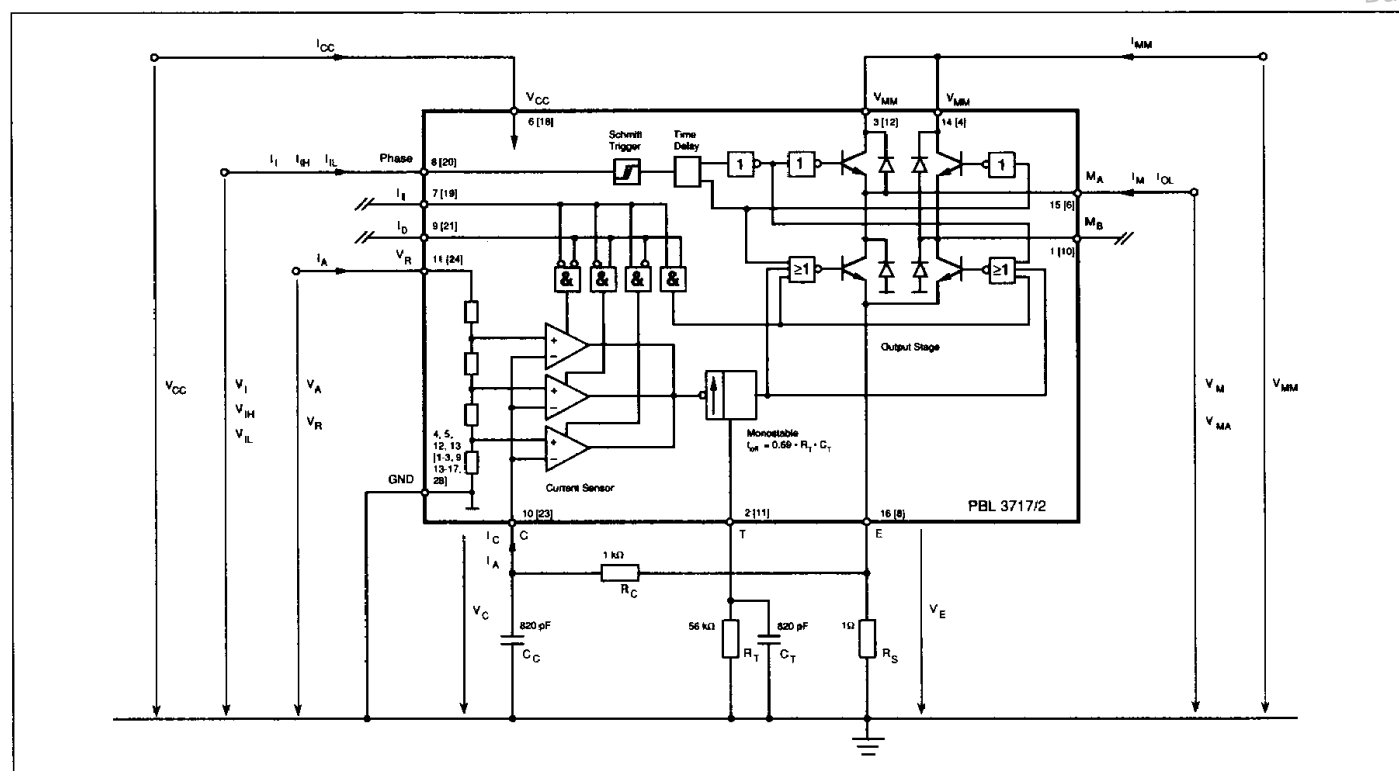 I_CC
I_MM
V_CC
6 [18]
V_MM
3 [12]
V_MM
14 [4]
Schmitt
Trigger
Time
Delay
I_I I_IH I_IL
Phase
8 [20]
1
1
1
M_A
I_M I_OL
15 [6]
7 [19]
I_D
9 [21]
M_B
1 [10]
I_A
V_R
11 [24]
& & & &
≥1
≥1
+
−
Output Stage
+
−
V_CC
V_I
V_IH
V_IL
V_A
V_R
V_M
V_MA
V_MM
+
−
Monostable
t_off = 0.69 • R_T • C_T
4, 5,
12, 13
[1-3, 9
13-17,
28]
GND
Current Sensor
PBL 3717/2
10 [23]
2 [11]
16 [8]
I_C C
T
E
I_A
1 kΩ
R_C
V_C
V_E
820 pF
C_C
56 kΩ
R_T
820 pF
C_T
1Ω
R_S